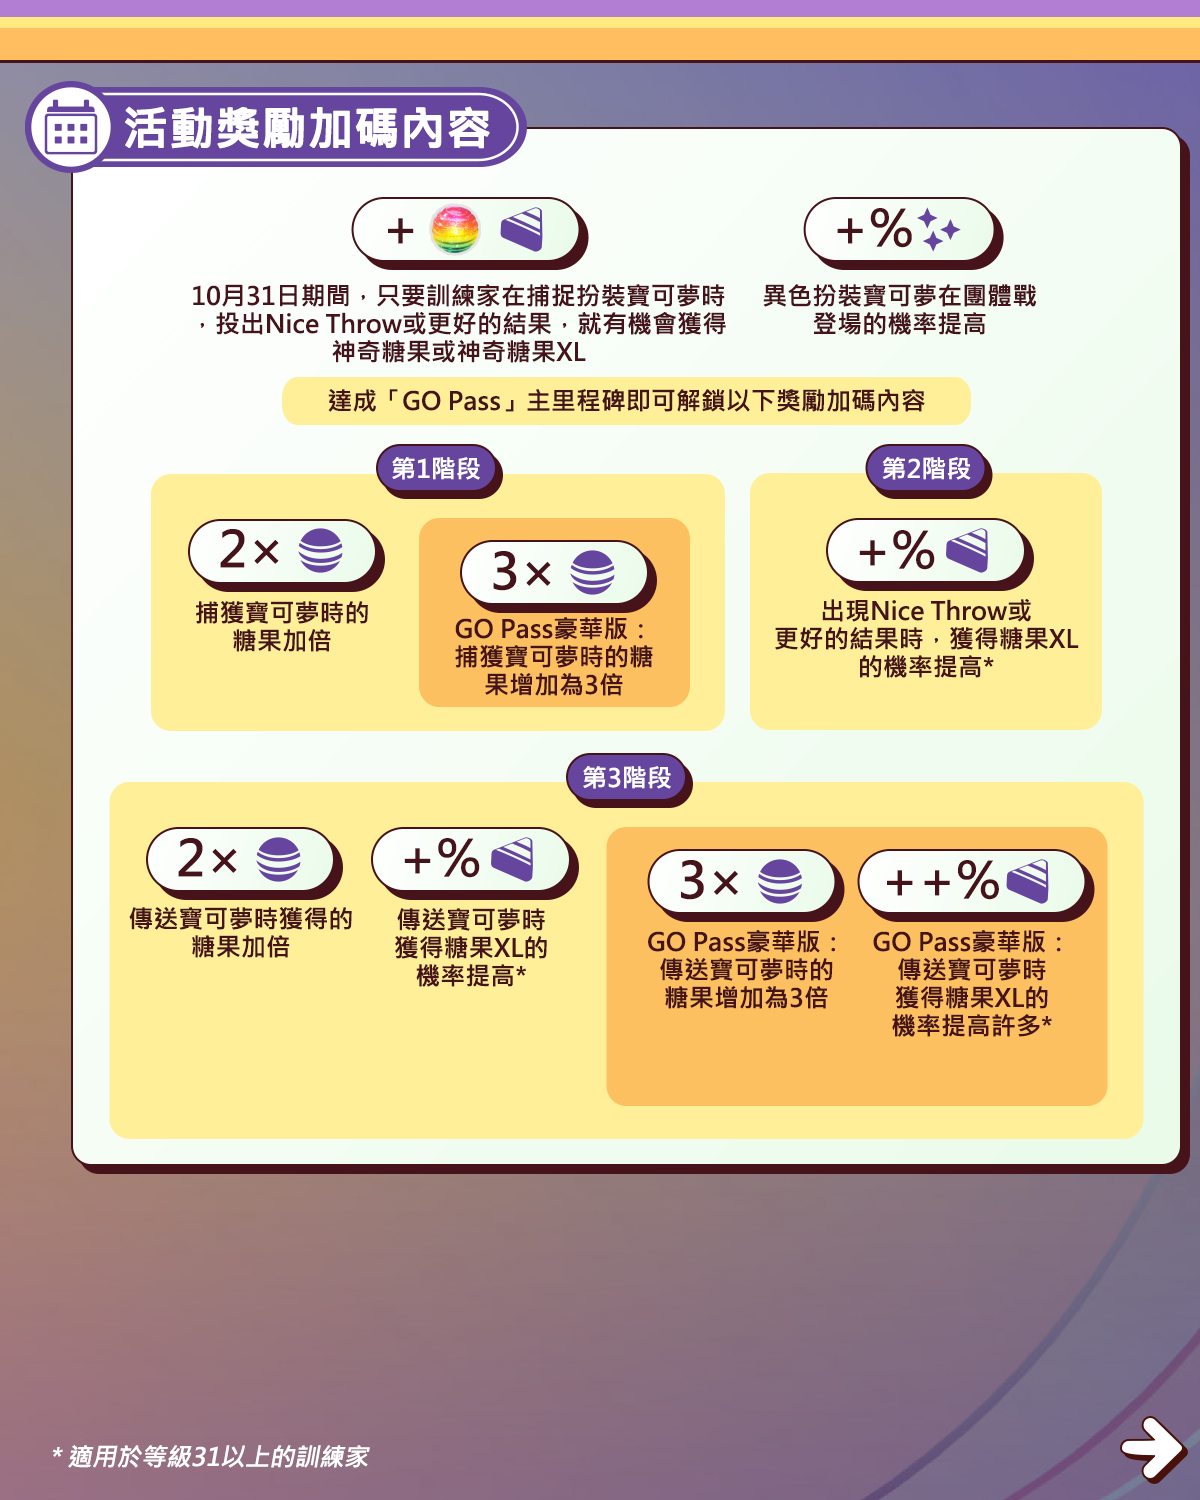 活動獎勵加碼內容
+
10月31日期間，只要訓練家在捕捉扮裝寶可夢時
，投出Nice Throw或更好的結果，就有機會獲得
神奇糖果或神奇糖果XL
+%
異色扮裝寶可夢在團體戰
登場的機率提高
達成「GO Pass」主里程碑即可解鎖以下獎勵加碼內容
第1階段
2×
捕獲寶可夢時的
糖果加倍
3×
GO Pass豪華版：
捕獲寶可夢時的糖
果增加為3倍
第2階段
+%
出現Nice Throw或
更好的結果時，獲得糖果XL
的機率提高*
第3階段
2×
傳送寶可夢時獲得的
糖果加倍
+%
傳送寶可夢時
獲得糖果XL的
機率提高*
3×
GO Pass豪華版：
傳送寶可夢時的
糖果增加為3倍
++%
GO Pass豪華版：
傳送寶可夢時
獲得糖果XL的
機率提高許多*
* 適用於等級31以上的訓練家